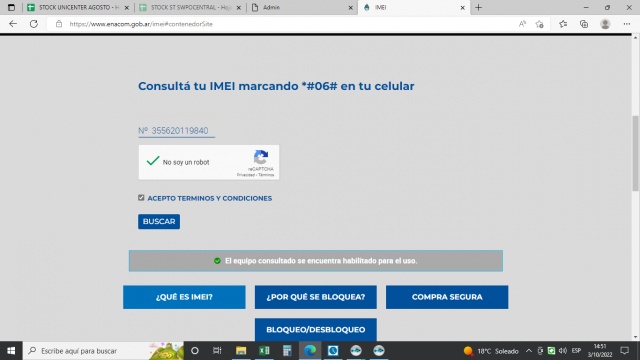 STOCK UNICENTER AGOSTO - H
STOCK ST SWPOCENTRAL - Hoja
Admin
IMEI
https://www.enacom.gob.ar/imei#contenedorSite
Consultá tu IMEI marcando *#06# en tu celular
Nº 355620119840
No soy un robot
reCAPTCHA
Privacidad - Términos
ACEPTO TERMINOS Y CONDICIONES
BUSCAR
El equipo consultado se encuentra habilitado para el uso.
¿QUÉ ES IMEI?
¿POR QUÉ SE BLOQUEA?
COMPRA SEGURA
BLOQUEO/DESBLOQUEO
Escribe aquí para buscar
18°C Soleado
ESP
14:51
3/10/2022